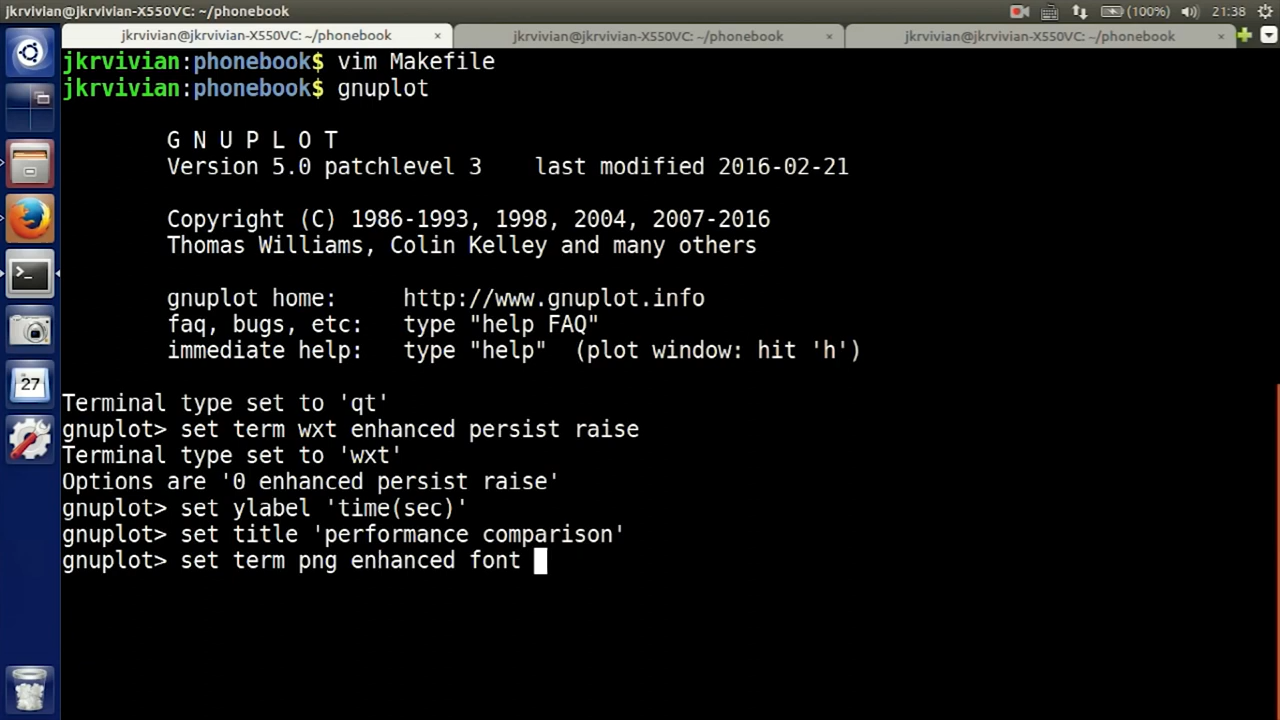 jkrvivian@jkrvivian-X550VC: ~/phonebook
(100%) 21:38
jkrvivian@jkrvivian-X550VC: ~/phonebook × jkrvivian@jkrvivian-X550VC: ~/phonebook × jkrvivian@jkrvivian-X550VC: ~/phonebook ×
jkrvivian:phonebook$ vim Makefile
jkrvivian:phonebook$ gnuplot
G N U P L O T
Version 5.0 patchlevel 3    last modified 2016-02-21
Copyright (C) 1986-1993, 1998, 2004, 2007-2016
Thomas Williams, Colin Kelley and many others
gnuplot home:     http://www.gnuplot.info
faq, bugs, etc:   type "help FAQ"
immediate help:   type "help"  (plot window: hit 'h')
Terminal type set to 'qt'
gnuplot> set term wxt enhanced persist raise
Terminal type set to 'wxt'
Options are '0 enhanced persist raise'
gnuplot> set ylabel 'time(sec)'
gnuplot> set title 'performance comparison'
gnuplot> set term png enhanced font
27